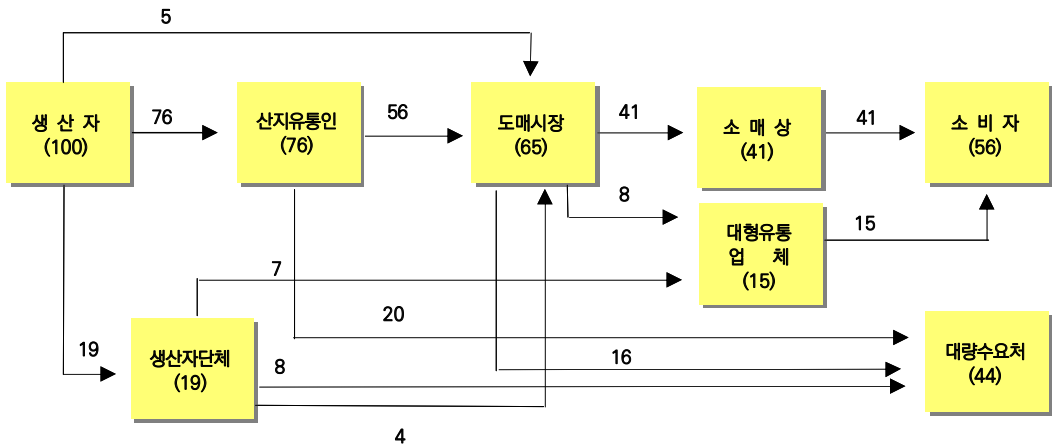 5
생 산 자
(100)
76
산지유통인
(76)
56
도매시장
(65)
41
소 매 상
(41)
41
소 비 자
(56)
8
대형유통
업 체
(15)
15
7
20
19
생산자단체
(19)
8
16
대량수요처
(44)
4